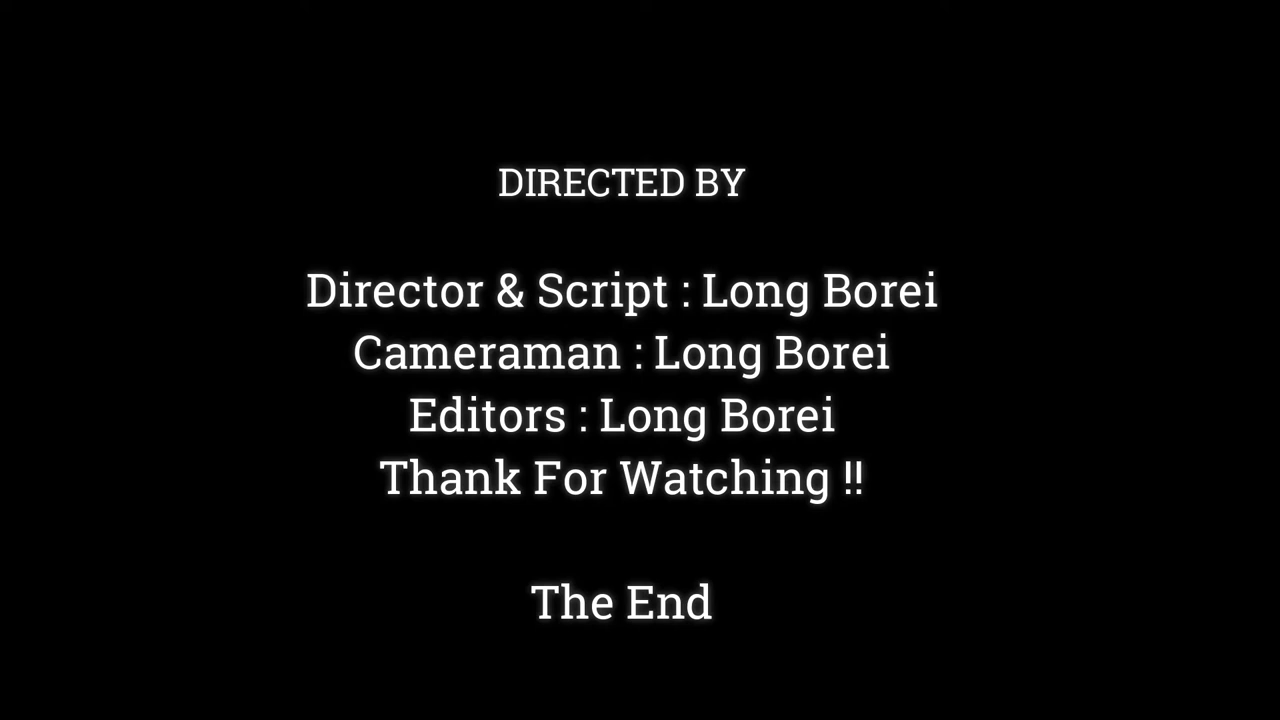 DIRECTED BY
Director & Script : Long Borei
Cameraman : Long Borei
Editors : Long Borei
Thank For Watching !!
The End